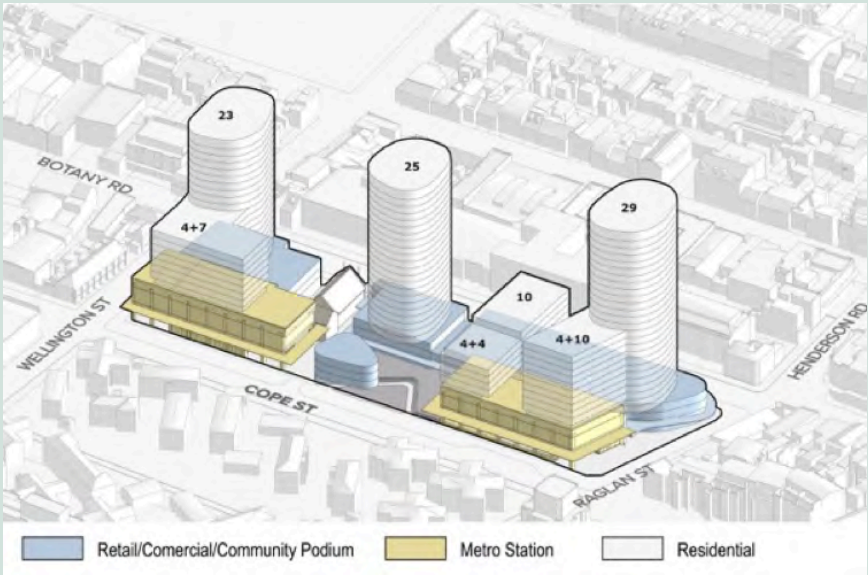 23
25
29
BOTANY RD
4+7
10
4+4
4+10
WELLINGTON ST
HENDERSON RD
COPE ST
RAGLAN ST
Retail/Comercial/Community Podium
Metro Station
Residential